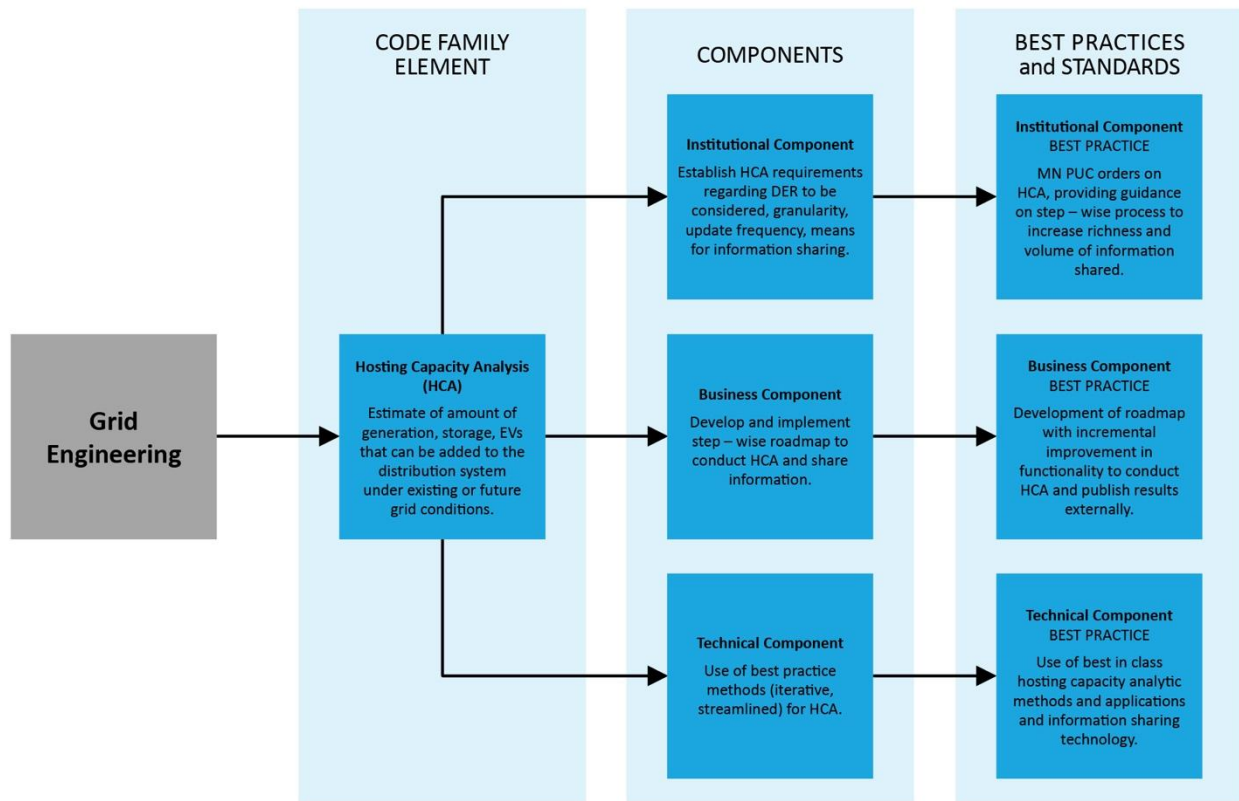 CODE FAMILY
ELEMENT
COMPONENTS
BEST PRACTICES
and STANDARDS
Grid
Engineering
Hosting Capacity Analysis
(HCA)
Estimate of amount of
generation, storage, EVs
that can be added to the
distribution system
under existing or future
grid conditions.
Institutional Component
Establish HCA requirements
regarding DER to be
considered, granularity,
update frequency, means
for information sharing.
Institutional Component
BEST PRACTICE
MN PUC orders on
HCA, providing guidance
on step – wise process to
increase richness and
volume of information
shared.
Business Component
Develop and implement
step – wise roadmap to
conduct HCA and share
information.
Business Component
BEST PRACTICE
Development of roadmap
with incremental
improvement in
functionality to conduct
HCA and publish results
externally.
Technical Component
Use of best practice
methods (iterative,
streamlined) for HCA.
Technical Component
BEST PRACTICE
Use of best in class
hosting capacity analytic
methods and applications
and information sharing
technology.